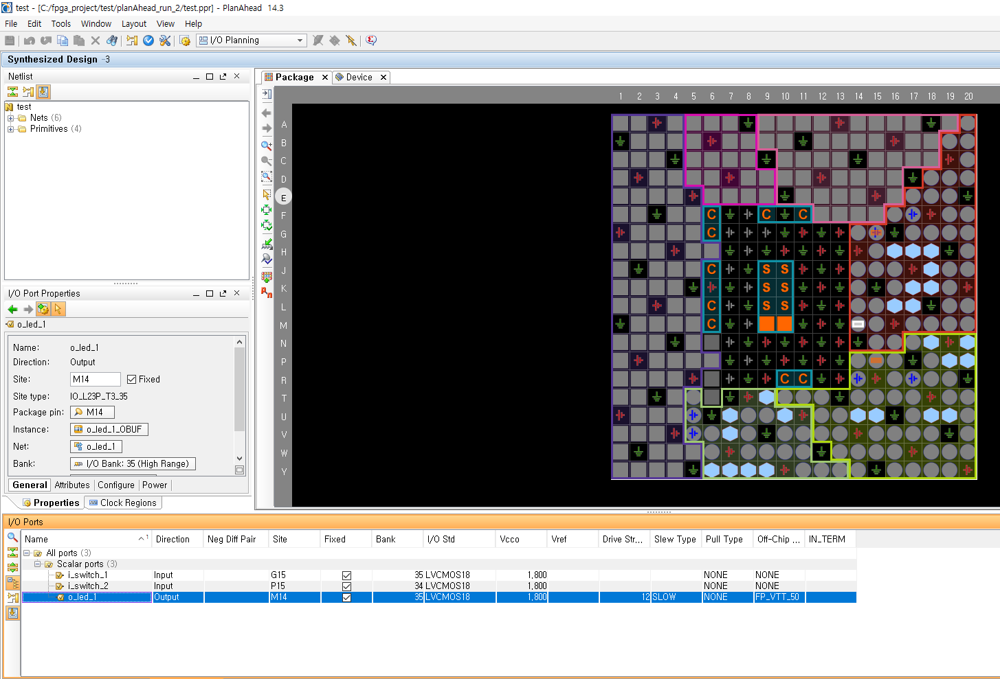 test - [C:/fpga_project/test/planAhead_run_2/test.ppr] - PlanAhead 14.3
File Edit Tools Window Layout View Help
I/O Planning
Synthesized Design -3
Netlist
test
Nets (6)
Primitives (4)
I/O Port Properties
o_led_1
Name: o_led_1
Direction: Output
Site: M14 Fixed
Site type: IO_L23P_T3_35
Package pin: M14
Instance: o_led_1_OBUF
Net: o_led_1
Bank: I/O Bank: 35 (High Range)
General Attributes Configure Power
Properties Clock Regions
Package Device
1 2 3 4 5 6 7 8 9 10 11 12 13 14 15 16 17 18 19 20
A
B
C
D
E
F C C C
G C
H
J C S S
K S S
L C S S
M C
N
P
R C C
T
U
V
W
Y
I/O Ports
Name 1 Direction Neg Diff Pair Site Fixed Bank I/O Std Vcco Vref Drive Str... Slew Type Pull Type Off-Chip ... IN_TERM
All ports (3)
Scalar ports (3)
i_switch_1 Input G15 35 LVCMOS18 1,800 NONE NONE
i_switch_2 Input P15 34 LVCMOS18 1,800 NONE NONE
o_led_1 Output M14 35 LVCMOS18 1,800 12 SLOW NONE FP_VTT_50